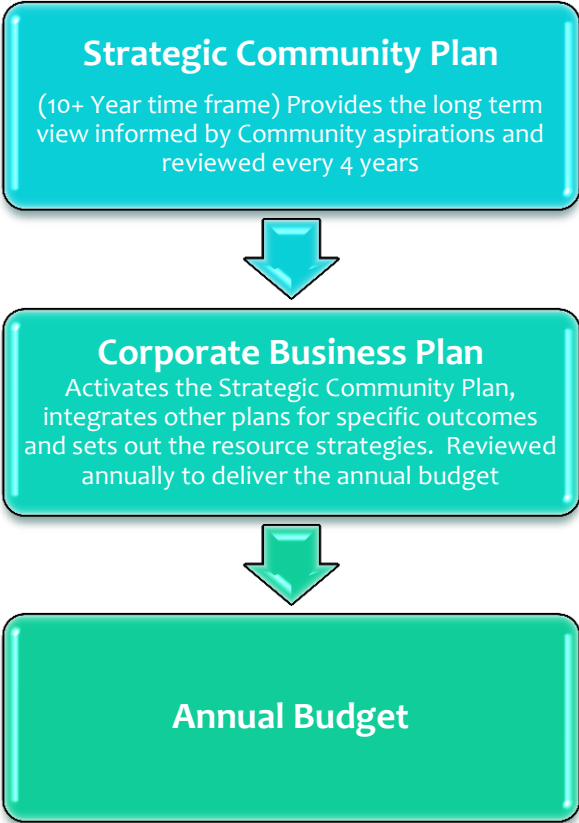 Strategic Community Plan
(10+ Year time frame) Provides the long term
view informed by Community aspirations and
reviewed every 4 years
Corporate Business Plan
Activates the Strategic Community Plan,
integrates other plans for specific outcomes
and sets out the resource strategies.  Reviewed
annually to deliver the annual budget
Annual Budget